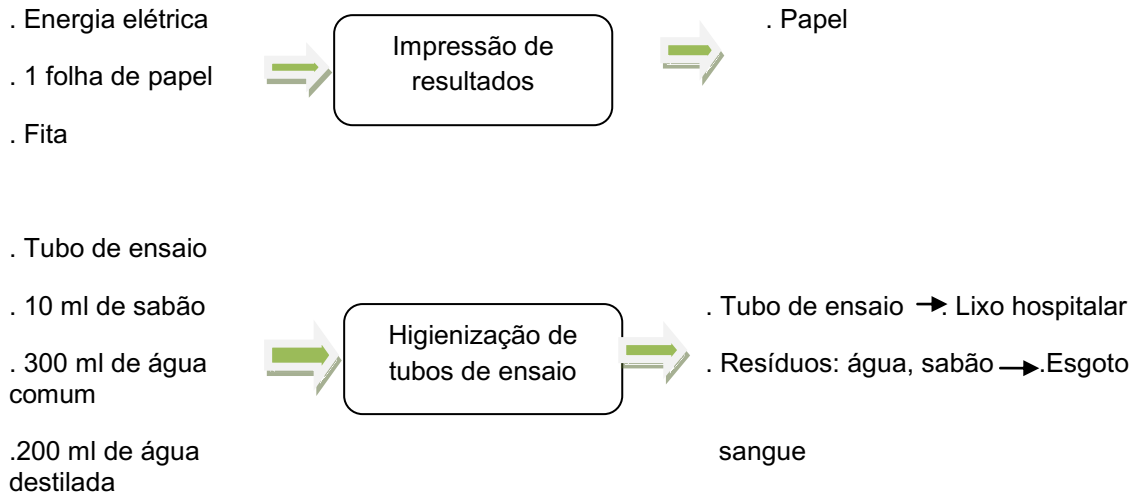 . Energia elétrica
. 1 folha de papel
. Fita
Impressão de
resultados
. Papel
. Tubo de ensaio
. 10 ml de sabão
. 300 ml de água
comum
.200 ml de água
destilada
Higienização de
tubos de ensaio
. Tubo de ensaio → . Lixo hospitalar
. Resíduos: água, sabão → .Esgoto
sangue